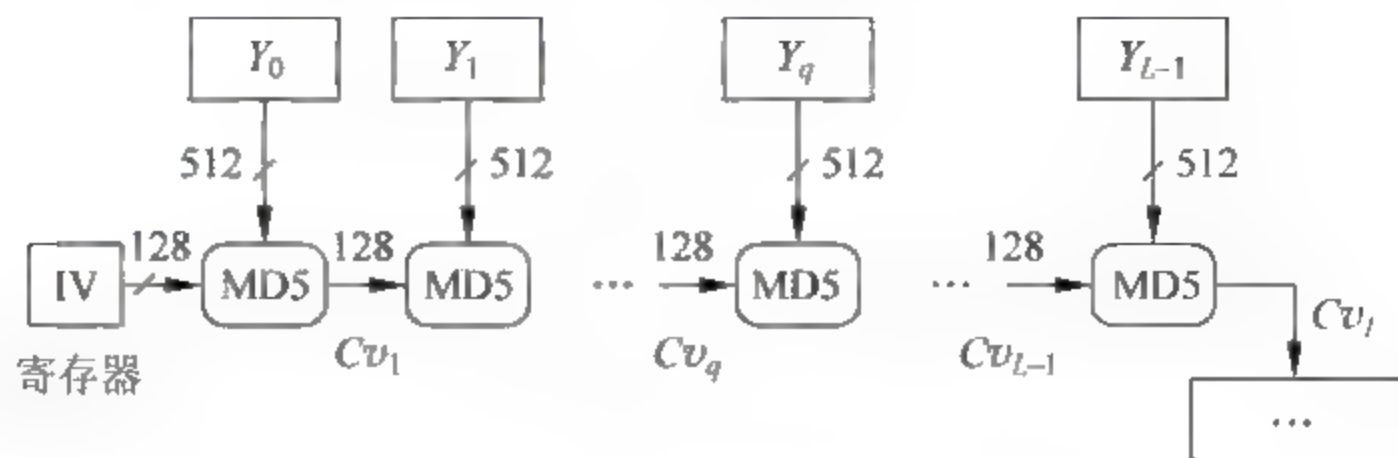 Y0 Y1 Yq YL-1
512 512 512 512
128 128 128 128
IV MD5 MD5 … MD5 … MD5
Cv1 Cvq CvL-1 Cvl
寄存器
…